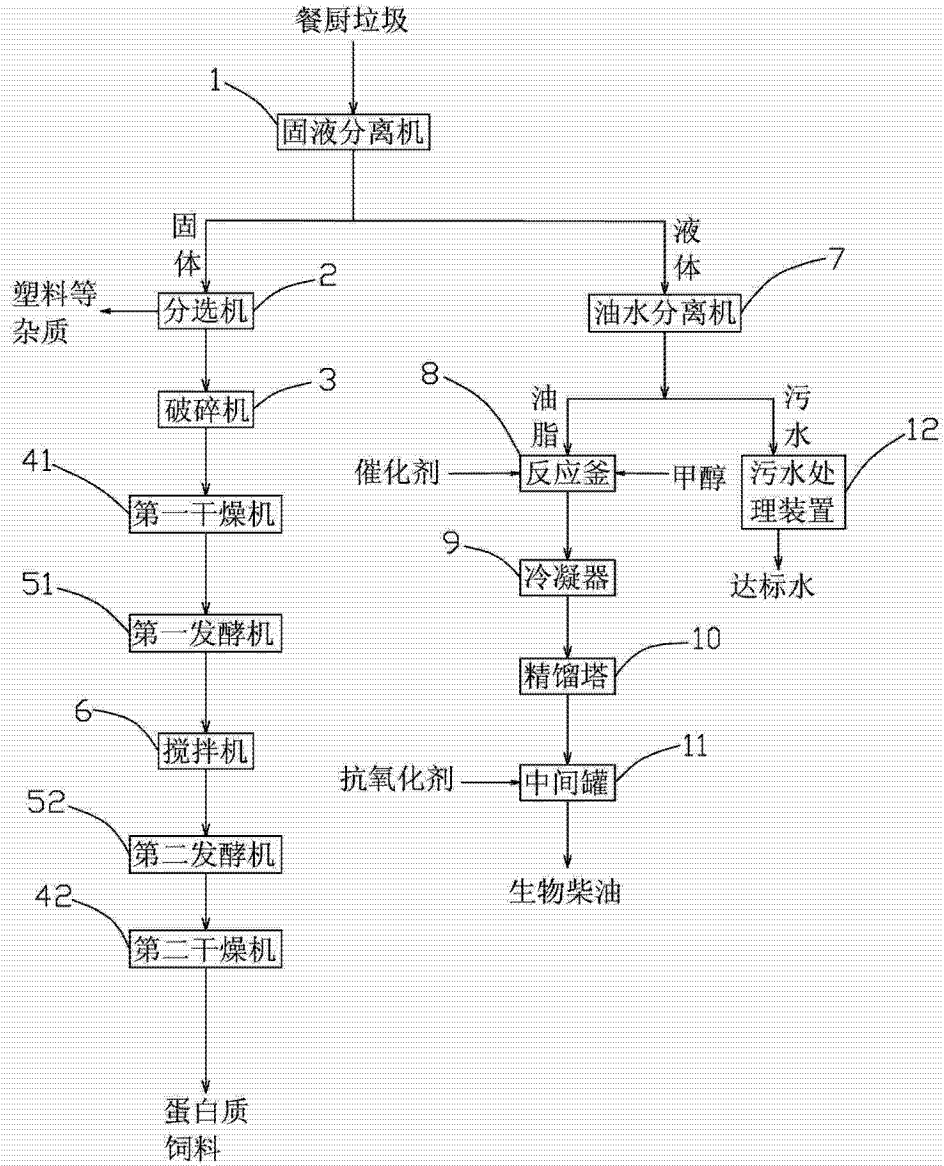 餐厨垃圾
1
固液分离机
固
体
液
体
2
7
塑料等
杂质
分选机
油水分离机
3
8
破碎机
油
脂
污
水
12
41
催化剂
反应釜
甲醇
污水处
理装置
第一干燥机
9
冷凝器
达标水
51
第一发酵机
10
精馏塔
6
搅拌机
11
抗氧化剂
中间罐
52
第二发酵机
生物柴油
42
第二干燥机
蛋白质
饲料